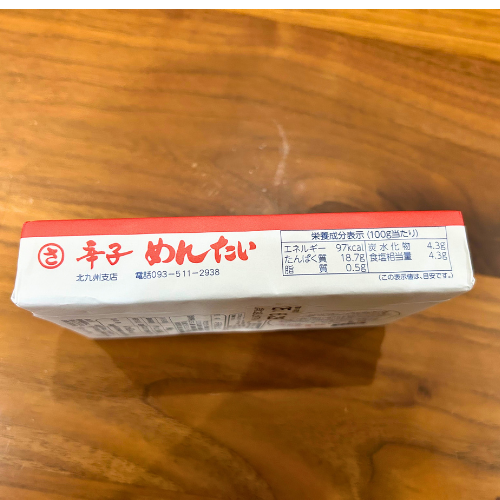 辛子めんたい
北九州支店 電話093-511-2938
栄養成分表示(100g当たり)
エネルギー 97kcal 炭水化物 4.3g
たんぱく質 18.7g 食塩相当量 4.3g
脂質 0.5g
(この表示値は、目安です。)